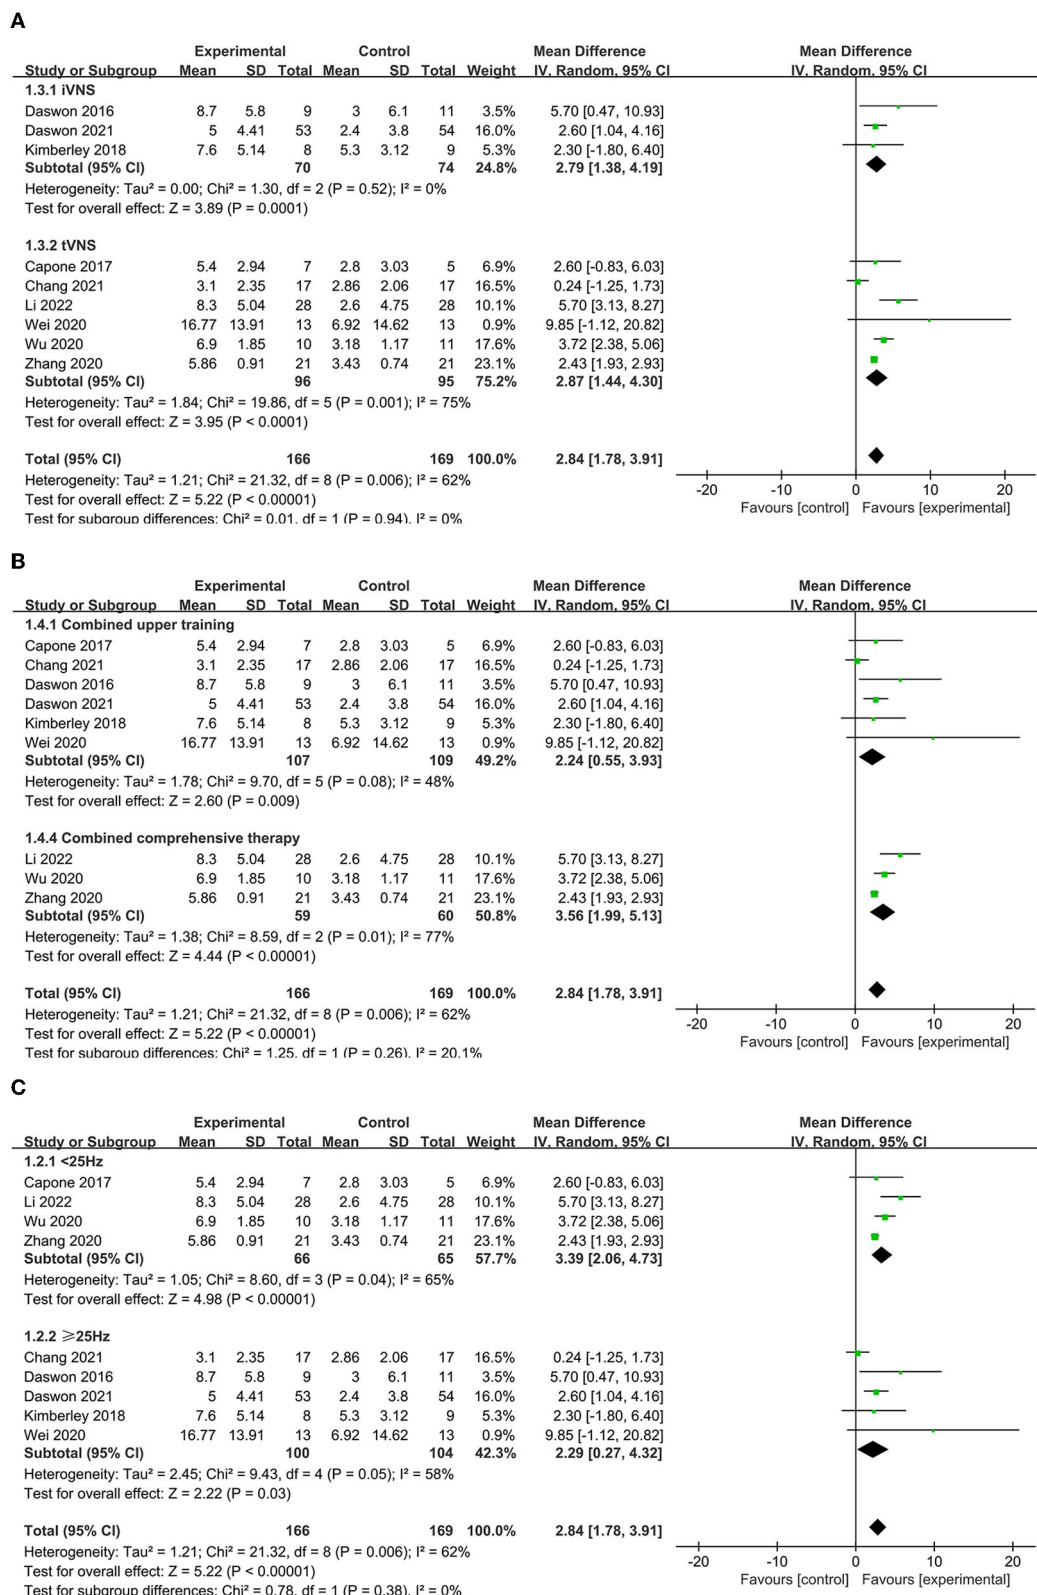 A
Experimental Control Mean Difference Mean Difference
Study or Subgroup Mean SD Total Mean SD Total Weight IV, Random, 95% CI IV, Random, 95% CI
1.3.1 iVNS
Daswon 2016 8.7 5.8 9 3 6.1 11 3.5% 5.70 [0.47, 10.93]
Daswon 2021 5 4.41 53 2.4 3.8 54 16.0% 2.60 [1.04, 4.16]
Kimberley 2018 7.6 5.14 8 5.3 3.12 9 5.3% 2.30 [-1.80, 6.40]
Subtotal (95% CI) 70 74 24.8% 2.79 [1.38, 4.19]
Heterogeneity: Tau² = 0.00; Chi² = 1.30, df = 2 (P = 0.52); I² = 0%
Test for overall effect: Z = 3.89 (P = 0.0001)
1.3.2 tVNS
Capone 2017 5.4 2.94 7 2.8 3.03 5 6.9% 2.60 [-0.83, 6.03]
Chang 2021 3.1 2.35 17 2.86 2.06 17 16.5% 0.24 [-1.25, 1.73]
Li 2022 8.3 5.04 28 2.6 4.75 28 10.1% 5.70 [3.13, 8.27]
Wei 2020 16.77 13.91 13 6.92 14.62 13 0.9% 9.85 [-1.12, 20.82]
Wu 2020 6.9 1.85 10 3.18 1.17 11 17.6% 3.72 [2.38, 5.06]
Zhang 2020 5.86 0.91 21 3.43 0.74 21 23.1% 2.43 [1.93, 2.93]
Subtotal (95% CI) 96 95 75.2% 2.87 [1.44, 4.30]
Heterogeneity: Tau² = 1.84; Chi² = 19.86, df = 5 (P = 0.001); I² = 75%
Test for overall effect: Z = 3.95 (P < 0.0001)
Total (95% CI) 166 169 100.0% 2.84 [1.78, 3.91]
Heterogeneity: Tau² = 1.21; Chi² = 21.32, df = 8 (P = 0.006); I² = 62%
Test for overall effect: Z = 5.22 (P < 0.00001)
Test for subgroup differences: Chi² = 0.01, df = 1 (P = 0.94), I² = 0%
-20 -10 0 10 20
Favours [control] Favours [experimental]
B
Experimental Control Mean Difference Mean Difference
Study or Subgroup Mean SD Total Mean SD Total Weight IV, Random, 95% CI IV, Random, 95% CI
1.4.1 Combined upper training
Capone 2017 5.4 2.94 7 2.8 3.03 5 6.9% 2.60 [-0.83, 6.03]
Chang 2021 3.1 2.35 17 2.86 2.06 17 16.5% 0.24 [-1.25, 1.73]
Daswon 2016 8.7 5.8 9 3 6.1 11 3.5% 5.70 [0.47, 10.93]
Daswon 2021 5 4.41 53 2.4 3.8 54 16.0% 2.60 [1.04, 4.16]
Kimberley 2018 7.6 5.14 8 5.3 3.12 9 5.3% 2.30 [-1.80, 6.40]
Wei 2020 16.77 13.91 13 6.92 14.62 13 0.9% 9.85 [-1.12, 20.82]
Subtotal (95% CI) 107 109 49.2% 2.24 [0.55, 3.93]
Heterogeneity: Tau² = 1.78; Chi² = 9.70, df = 5 (P = 0.08); I² = 48%
Test for overall effect: Z = 2.60 (P = 0.009)
1.4.4 Combined comprehensive therapy
Li 2022 8.3 5.04 28 2.6 4.75 28 10.1% 5.70 [3.13, 8.27]
Wu 2020 6.9 1.85 10 3.18 1.17 11 17.6% 3.72 [2.38, 5.06]
Zhang 2020 5.86 0.91 21 3.43 0.74 21 23.1% 2.43 [1.93, 2.93]
Subtotal (95% CI) 59 60 50.8% 3.56 [1.99, 5.13]
Heterogeneity: Tau² = 1.38; Chi² = 8.59, df = 2 (P = 0.01); I² = 77%
Test for overall effect: Z = 4.44 (P < 0.00001)
Total (95% CI) 166 169 100.0% 2.84 [1.78, 3.91]
Heterogeneity: Tau² = 1.21; Chi² = 21.32, df = 8 (P = 0.006); I² = 62%
Test for overall effect: Z = 5.22 (P < 0.00001)
Test for subgroup differences: Chi² = 1.25, df = 1 (P = 0.26), I² = 20.1%
-20 -10 0 10 20
Favours [control] Favours [experimental]
C
Experimental Control Mean Difference Mean Difference
Study or Subgroup Mean SD Total Mean SD Total Weight IV, Random, 95% CI IV, Random, 95% CI
1.2.1 <25Hz
Capone 2017 5.4 2.94 7 2.8 3.03 5 6.9% 2.60 [-0.83, 6.03]
Li 2022 8.3 5.04 28 2.6 4.75 28 10.1% 5.70 [3.13, 8.27]
Wu 2020 6.9 1.85 10 3.18 1.17 11 17.6% 3.72 [2.38, 5.06]
Zhang 2020 5.86 0.91 21 3.43 0.74 21 23.1% 2.43 [1.93, 2.93]
Subtotal (95% CI) 66 65 57.7% 3.39 [2.06, 4.73]
Heterogeneity: Tau² = 1.05; Chi² = 8.60, df = 3 (P = 0.04); I² = 65%
Test for overall effect: Z = 4.98 (P < 0.00001)
1.2.2 ⩾25Hz
Chang 2021 3.1 2.35 17 2.86 2.06 17 16.5% 0.24 [-1.25, 1.73]
Daswon 2016 8.7 5.8 9 3 6.1 11 3.5% 5.70 [0.47, 10.93]
Daswon 2021 5 4.41 53 2.4 3.8 54 16.0% 2.60 [1.04, 4.16]
Kimberley 2018 7.6 5.14 8 5.3 3.12 9 5.3% 2.30 [-1.80, 6.40]
Wei 2020 16.77 13.91 13 6.92 14.62 13 0.9% 9.85 [-1.12, 20.82]
Subtotal (95% CI) 100 104 42.3% 2.29 [0.27, 4.32]
Heterogeneity: Tau² = 2.45; Chi² = 9.43, df = 4 (P = 0.05); I² = 58%
Test for overall effect: Z = 2.22 (P = 0.03)
Total (95% CI) 166 169 100.0% 2.84 [1.78, 3.91]
Heterogeneity: Tau² = 1.21; Chi² = 21.32, df = 8 (P = 0.006); I² = 62%
Test for overall effect: Z = 5.22 (P < 0.00001)
Test for subgroup differences: Chi² = 0.78, df = 1 (P = 0.38), I² = 0%
-20 -10 0 10 20
Favours [control] Favours [experimental]